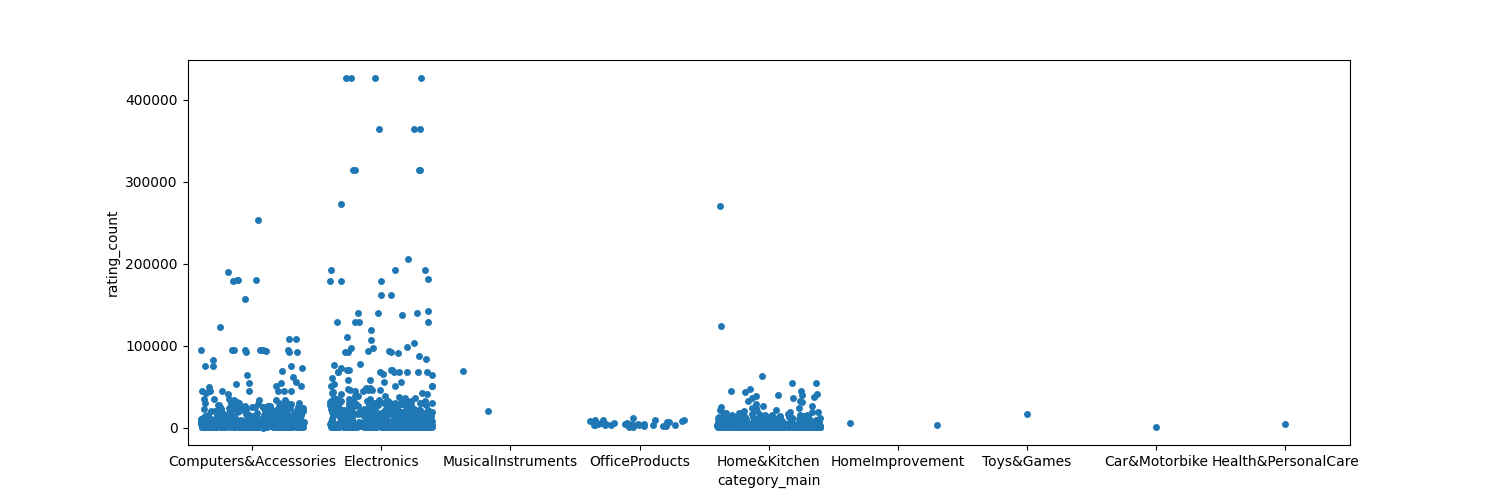 400000
300000
200000
100000
0
rating_count
Computers&Accessories Electronics MusicalInstruments OfficeProducts Home&Kitchen HomeImprovement Toys&Games Car&Motorbike Health&PersonalCare
category_main